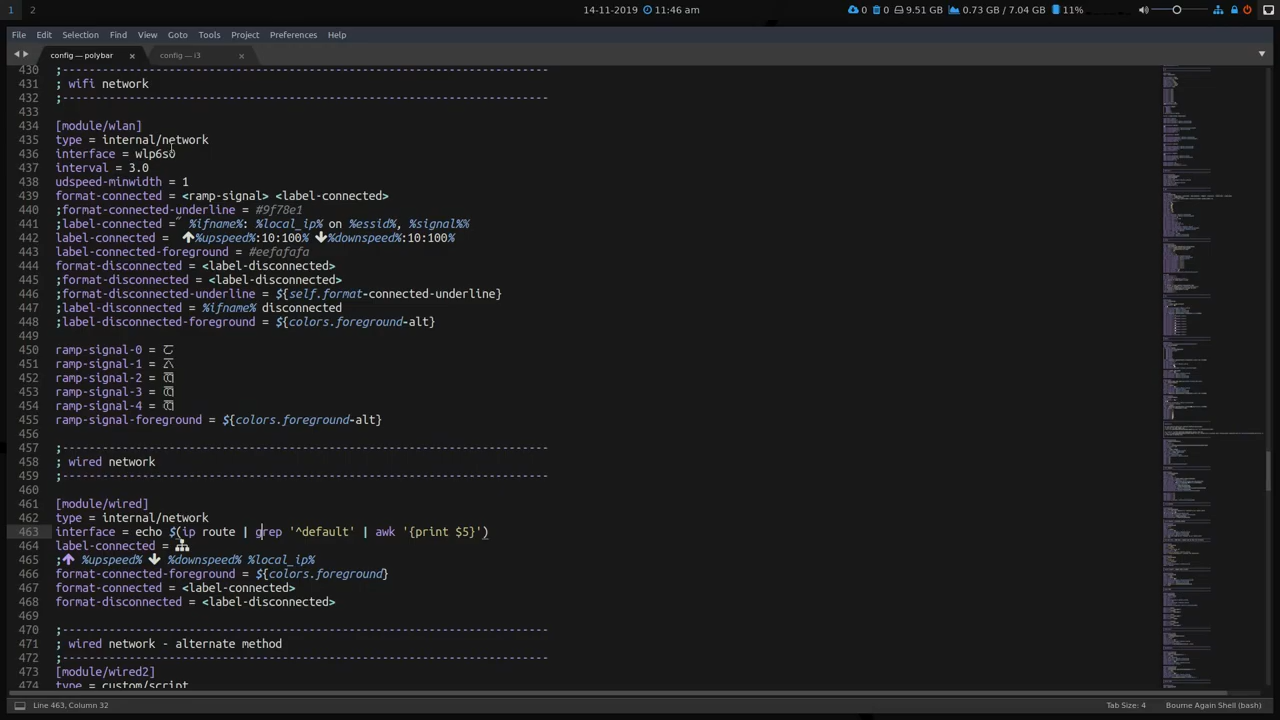 1 2
14-11-2019 11:46 am
0 0 9.51 GB 0.73 GB / 7.04 GB 11%
File Edit Selection Find View Goto Tools Project Preferences Help
config — polybar × config — i3 ×
430 ;----------------------------------------------------------------------
431 ; wifi network
432 ;----------------------------------------------------------------------
433
434 [module/wlan]
435 type = internal/network
436 interface = wlp6s0
437 interval = 3.0
438 udspeed-minwidth = 1
439 format-connected = <ramp-signal> <label-connected>
440 ;format-connected-underline = #9f78e1
441 label-connected = "%ifname%: %local_ip% on %essid%, %signal%%"
442 label-connected = 🡅%upspeed%:10:100% 🡇%downspeed%:10:100%
443 label-connected-foreground = #eefdfdff
444 format-disconnected = <label-disconnected>
445 ;format-disconnected = <label-disconnected>
446 ;format-disconnected-underline = ${self.format-connected-underline}
447 ;label-disconnected = %ifname% disconnected
448 ;label-disconnected-foreground = ${colors.foreground-alt}
449
450 ramp-signal-0 =
451 ramp-signal-1 =
452 ramp-signal-2 =
453 ramp-signal-3 =
454 ramp-signal-4 =
455 ramp-signal-foreground = ${colors.foreground-alt}
456
457 ;----------------------------------------------------------------------
458 ; wired network
459 ;----------------------------------------------------------------------
460
461 [module/wired]
462 type = internal/network
463 interface = echo $(ip route | grep '^default' | awk '{print $5}'
464 label-connected =
465 🡅 %upspeed% 🡇 %downspeed% %local_ip%
466 format-connected-foreground = ${colors.foreground}
467 format-connected = <label-connected>
468 format-disconnected = <label-disconnected>
469
470 ;----------------------------------------------------------------------
471 ; wired network - alternate method
472 ;----------------------------------------------------------------------
473 [module/wired2]
type = custom/script
Line 463, Column 32 Tab Size: 4 Bourne Again Shell (bash)